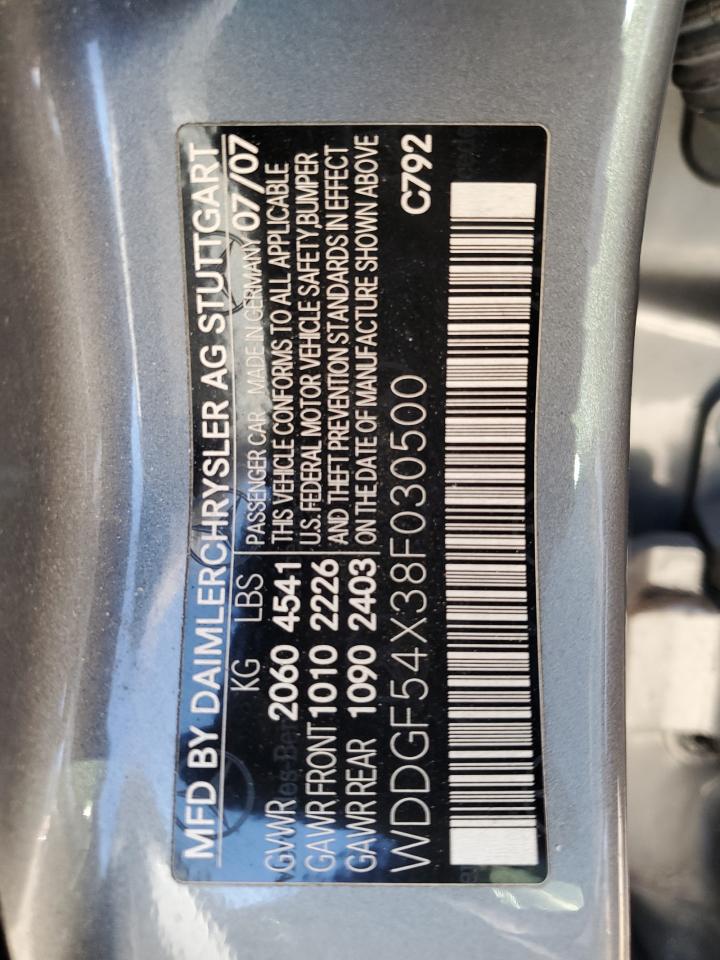 MFD BY DAIMLERCHRYSLER AG STUTTGART
KG LBS
GVWR 2060 4541
GAWR FRONT 1010 2226
GAWR REAR 1090 2403
PASSENGER CAR MADE IN GERMANY 07/07
THIS VEHICLE CONFORMS TO ALL APPLICABLE
U.S. FEDERAL MOTOR VEHICLE SAFETY, BUMPER
AND THEFT PREVENTION STANDARDS IN EFFECT
ON THE DATE OF MANUFACTURE SHOWN ABOVE
WDDGF54X38F030500
C792